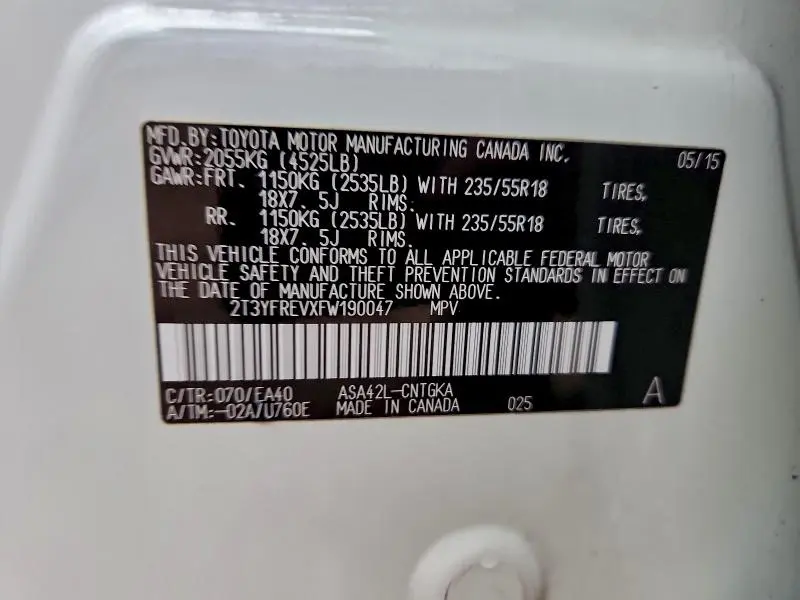 MFD. BY: TOYOTA MOTOR MANUFACTURING CANADA INC. 05/15
GVWR: 2055KG (4525LB)
GAWR: FRT. 1150KG (2535LB) WITH 235/55R18 TIRES,
18X7. 5J RIMS.
RR. 1150KG (2535LB) WITH 235/55R18 TIRES,
18X7. 5J RIMS.
THIS VEHICLE CONFORMS TO ALL APPLICABLE FEDERAL MOTOR
VEHICLE SAFETY AND THEFT PREVENTION STANDARDS IN EFFECT ON
THE DATE OF MANUFACTURE SHOWN ABOVE.
2T3YFREVXFW190047 MPV
C/TR: 070/EA40 ASA42L-CNTGKA
A/TM: -02A/U760E MADE IN CANADA 025 A